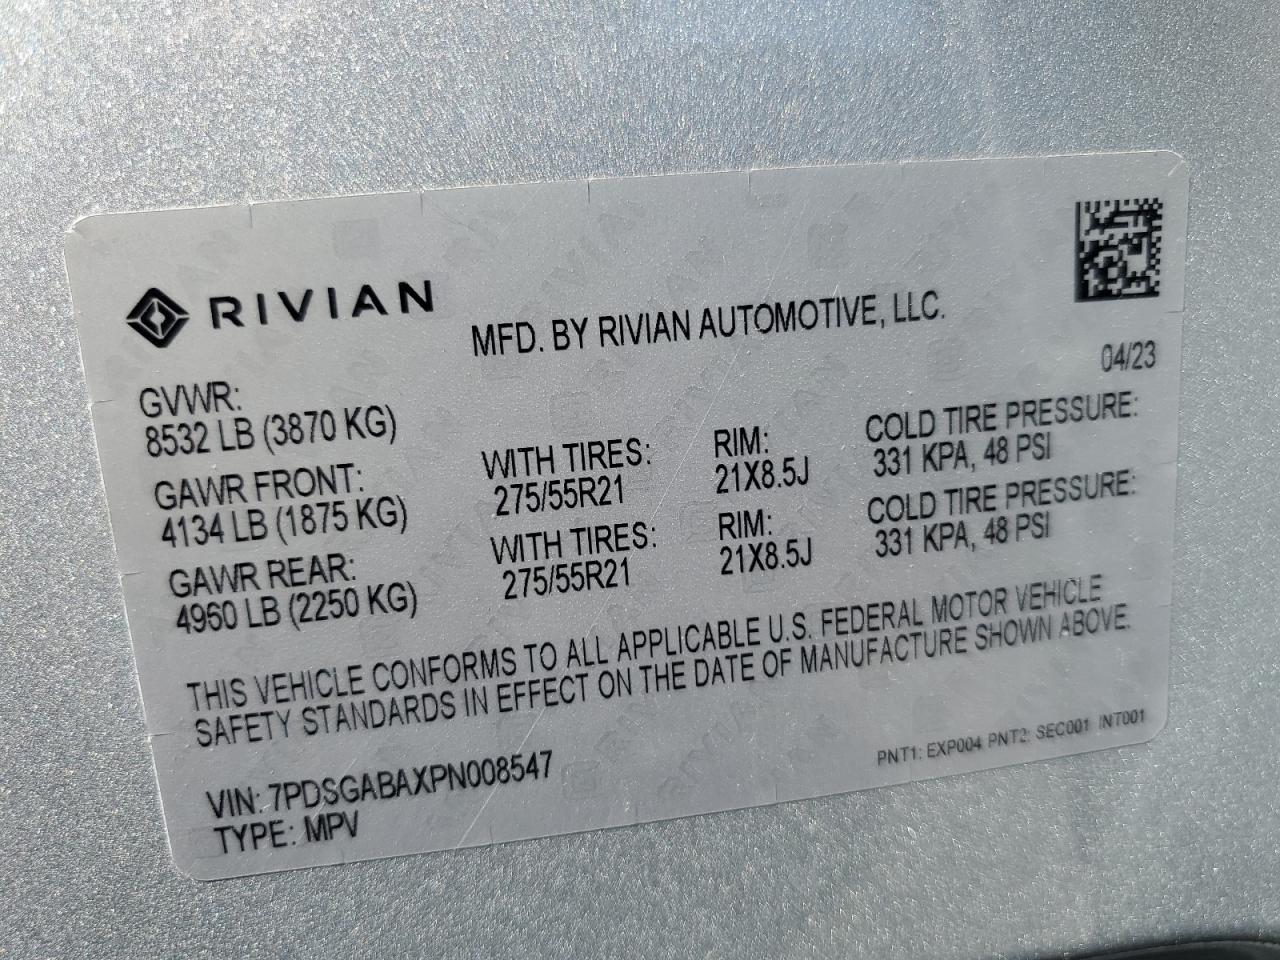 RIVIAN
MFD. BY RIVIAN AUTOMOTIVE, LLC.
04/23
GVWR:
8532 LB (3870 KG)
GAWR FRONT: WITH TIRES: RIM: COLD TIRE PRESSURE:
4134 LB (1875 KG) 275/55R21 21X8.5J 331 KPA, 48 PSI
GAWR REAR: WITH TIRES: RIM: COLD TIRE PRESSURE:
4960 LB (2250 KG) 275/55R21 21X8.5J 331 KPA, 48 PSI
THIS VEHICLE CONFORMS TO ALL APPLICABLE U.S. FEDERAL MOTOR VEHICLE
SAFETY STANDARDS IN EFFECT ON THE DATE OF MANUFACTURE SHOWN ABOVE.
PNT1: EXP004 PNT2: SEC001 INT001
VIN: 7PDSGABAXPN008547
TYPE: MPV